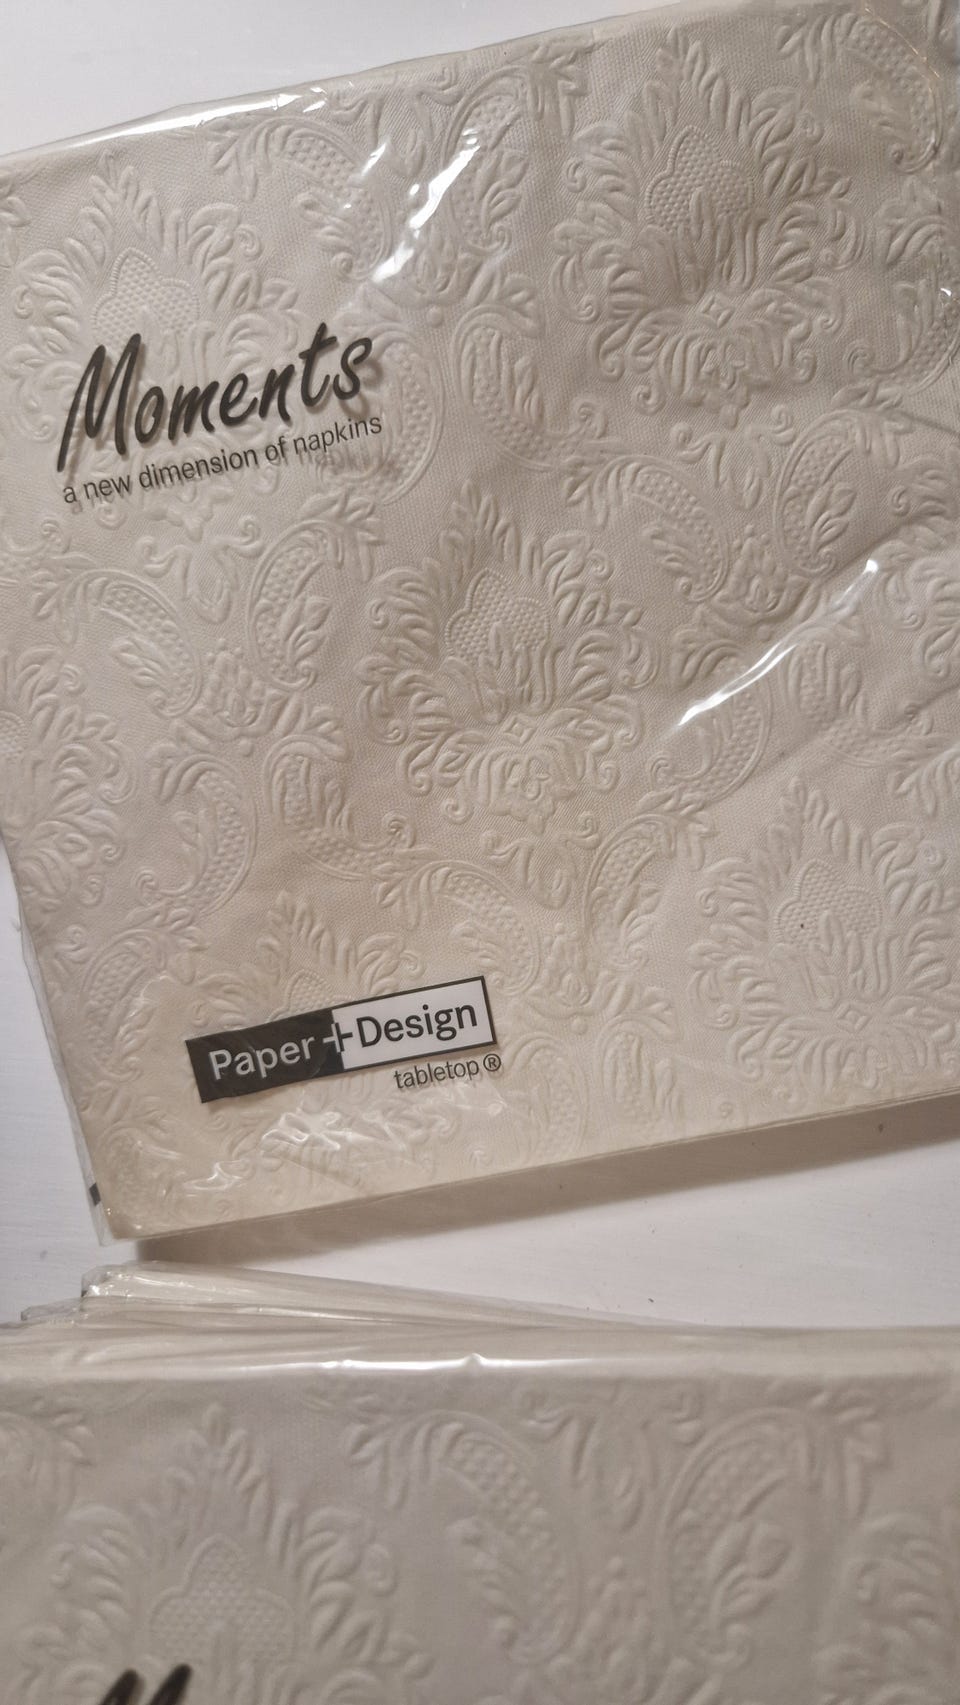 Moments
a new dimension of napkins
Paper+Design
tabletop®